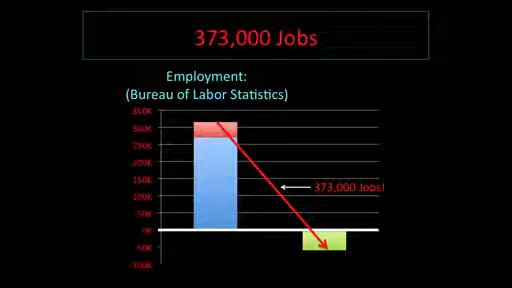 373,000 Jobs
Employment:
(Bureau of Labor Statistics)
350K
300K
250K
200K
150K
373,000 Jobs!
100K
50K
0K
-50K
-100K